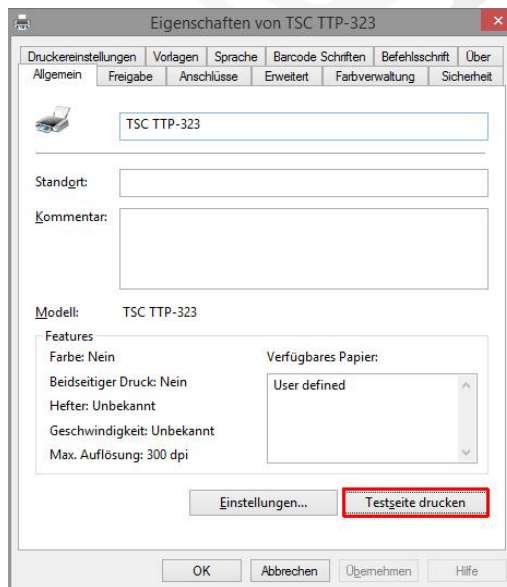 Eigenschaften von TSC TTP-323
Druckereinstellungen Vorlagen Sprache Barcode Schriften Befehlsschrift Über
Allgemein Freigabe Anschlüsse Erweitert Farbverwaltung Sicherheit
TSC TTP-323
Standort:
Kommentar:
Modell: TSC TTP-323
Features
Farbe: Nein Verfügbares Papier:
Beidseitiger Druck: Nein User defined
Hefter: Unbekannt
Geschwindigkeit: Unbekannt
Max. Auflösung: 300 dpi
Einstellungen... Testseite drucken
OK Abbrechen Übernehmen Hilfe